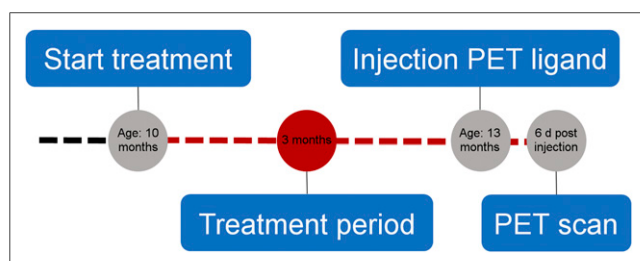 Start treatment
Injection PET ligand
Age: 10
months
3 months
Age: 13
months
6 d post
injection
Treatment period
PET scan